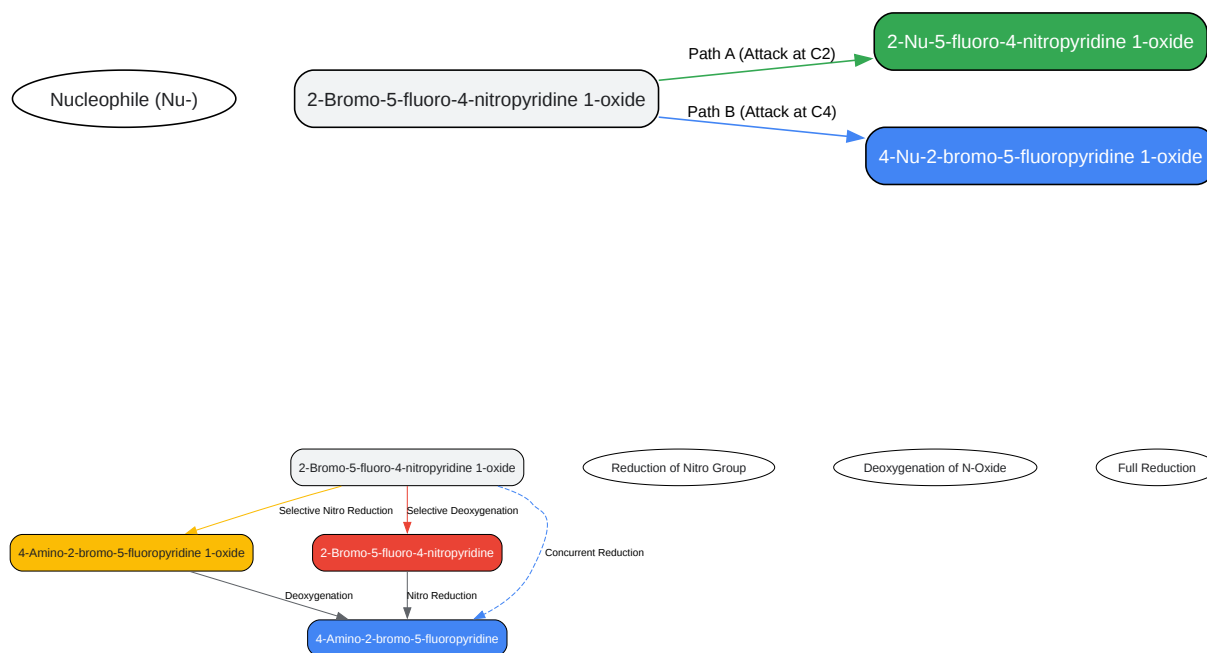 2-Nu-5-fluoro-4-nitropyridine 1-oxide
Path A (Attack at C2)
Nucleophile (Nu-)
2-Bromo-5-fluoro-4-nitropyridine 1-oxide
Path B (Attack at C4)
4-Nu-2-bromo-5-fluoropyridine 1-oxide
2-Bromo-5-fluoro-4-nitropyridine 1-oxide
Reduction of Nitro Group
Deoxygenation of N-Oxide
Full Reduction
Selective Nitro Reduction
Selective Deoxygenation
4-Amino-2-bromo-5-fluoropyridine 1-oxide
2-Bromo-5-fluoro-4-nitropyridine
Concurrent Reduction
Deoxygenation
Nitro Reduction
4-Amino-2-bromo-5-fluoropyridine